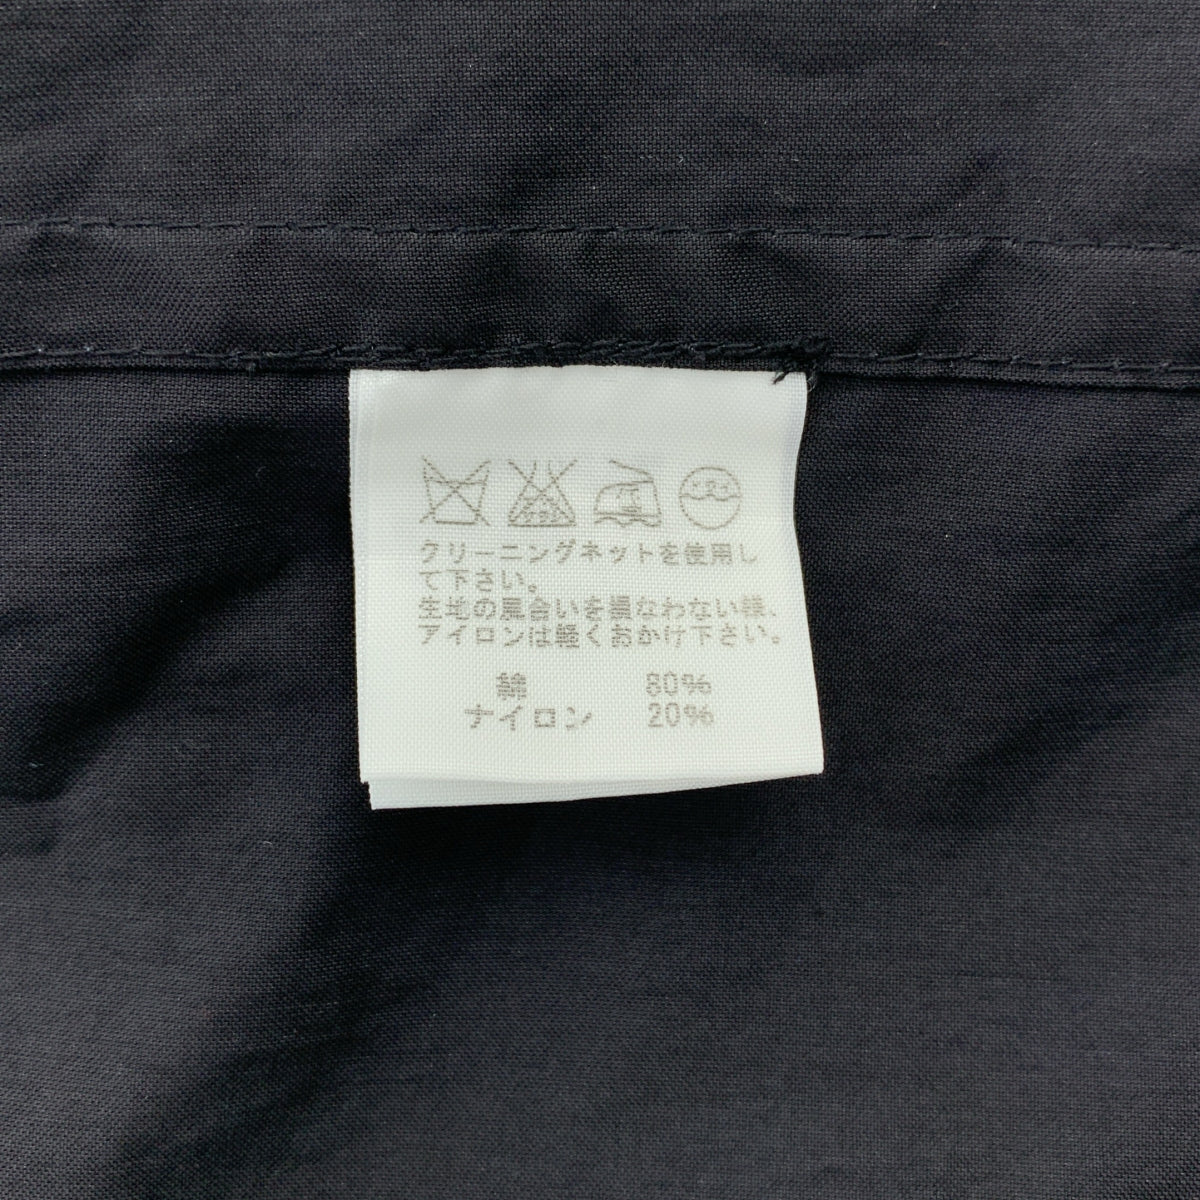 クリーニングネットを使用し
て下さい。
生地の風合いを損なわない様、
アイロンは軽くおかけ下さい。
綿 80%
ナイロン 20%